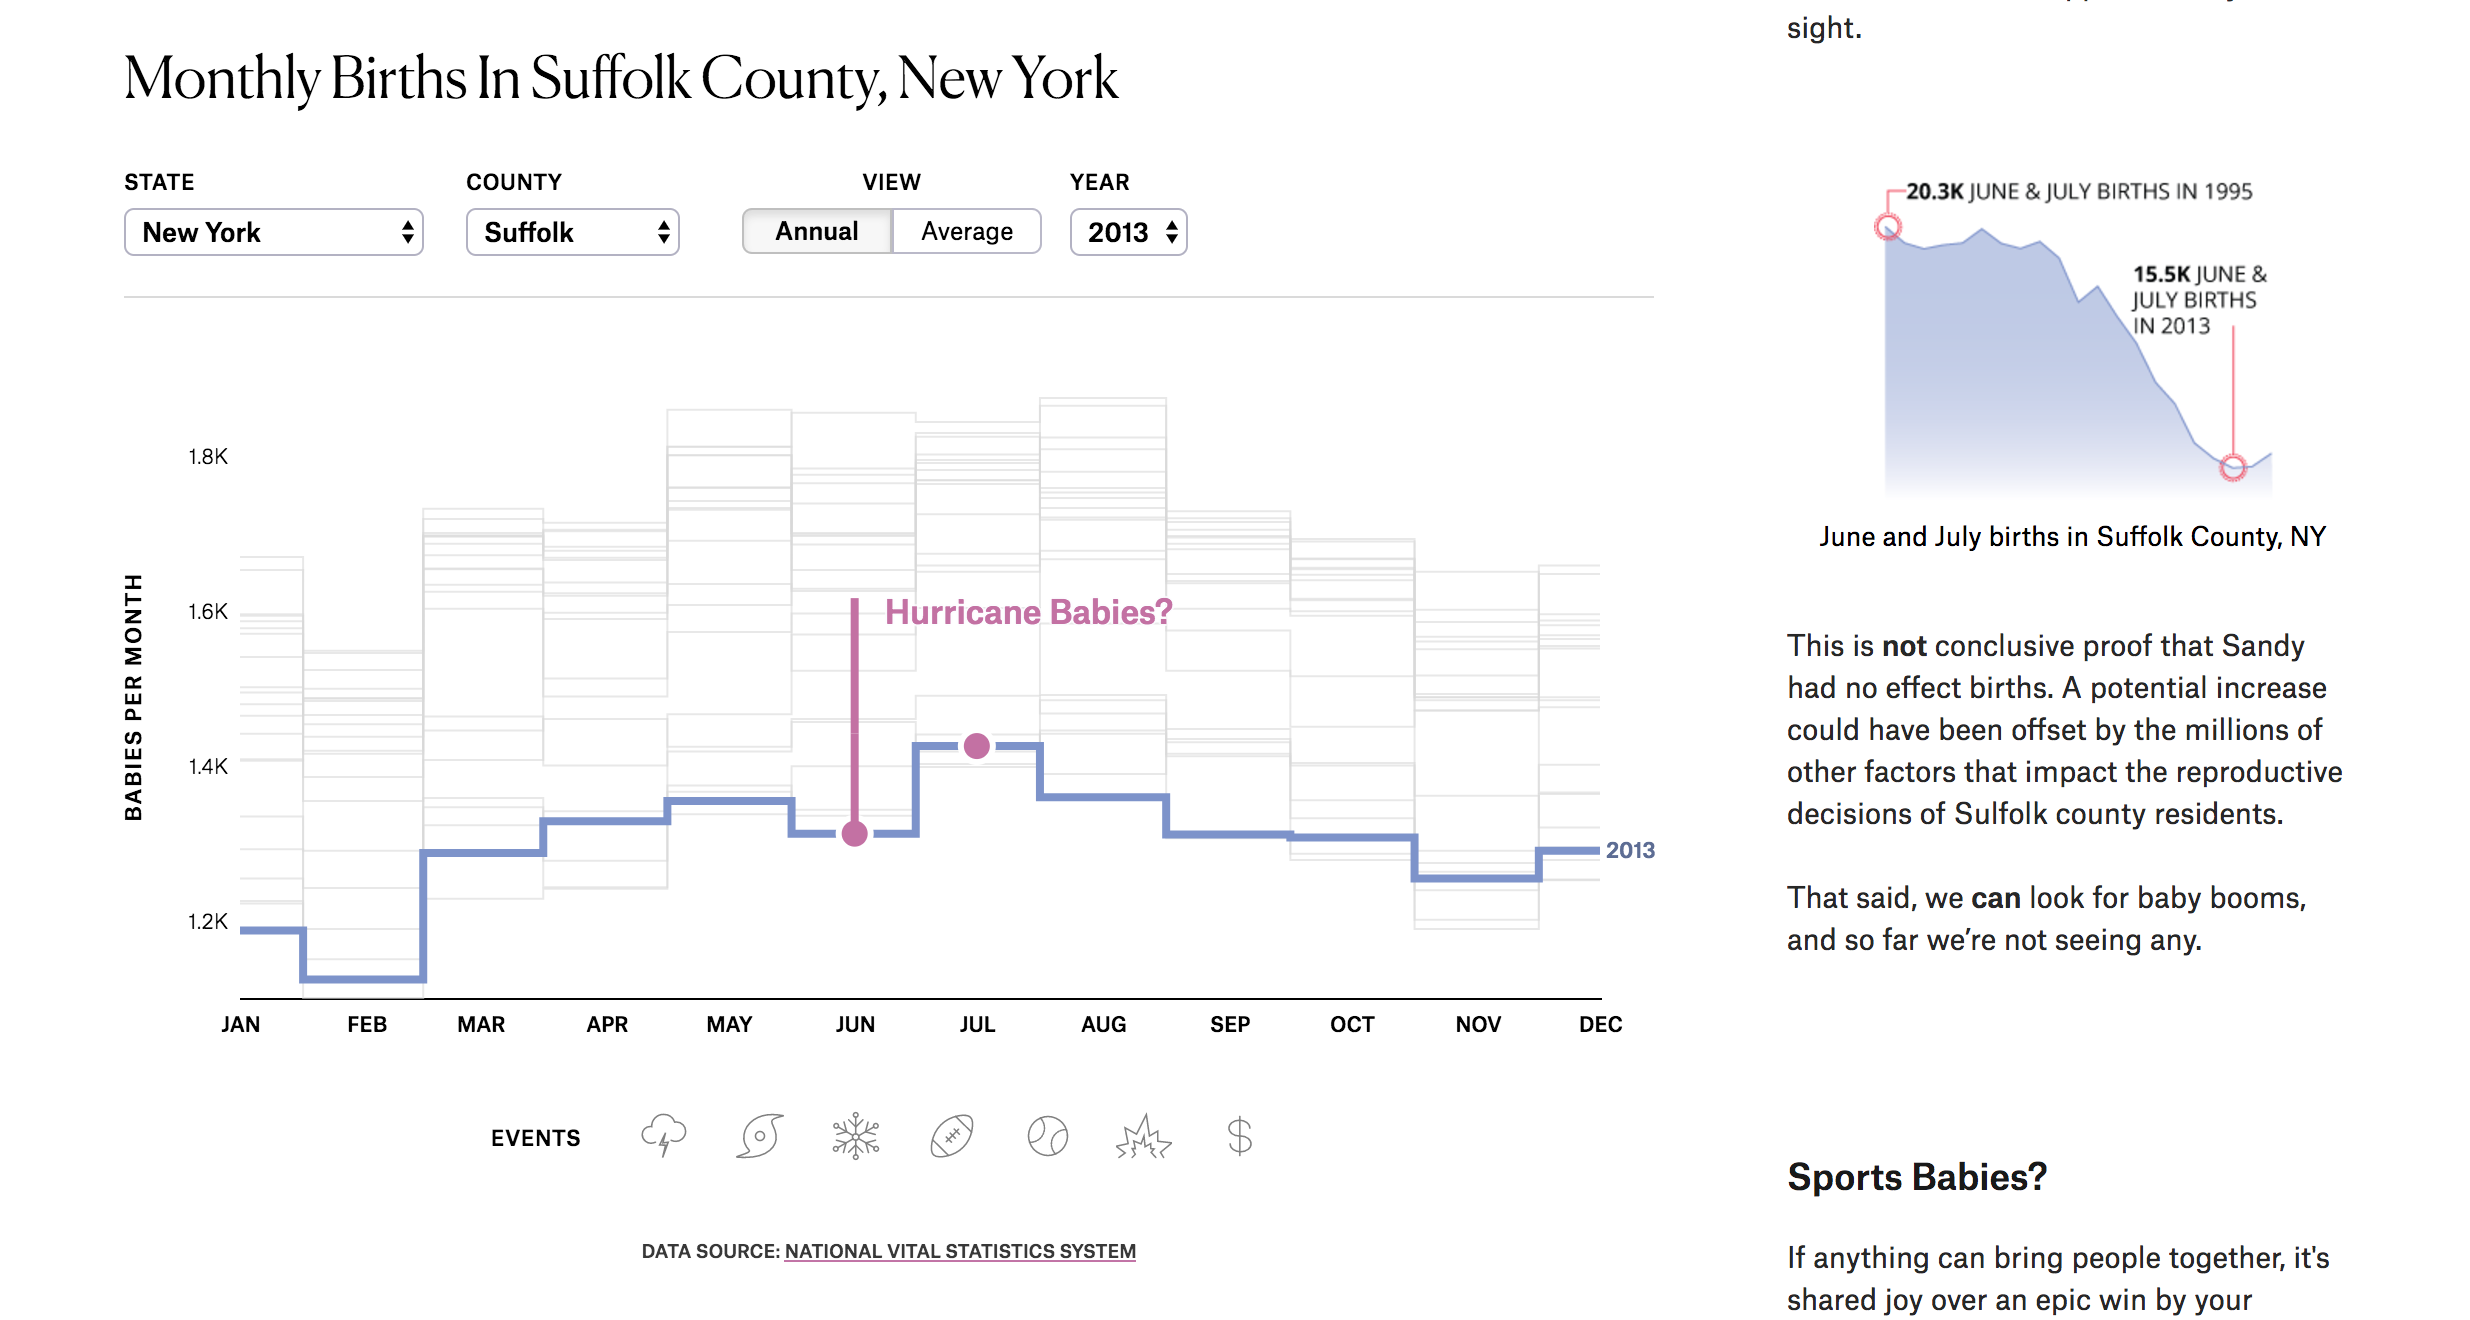 Monthly Births In Suffolk County, New York
STATE
COUNTY
VIEW
YEAR
New York
Suffolk
Annual
Average
2013
BABIES PER MONTH
1.8K
1.6K
1.4K
1.2K
Hurricane Babies?
2013
JAN
FEB
MAR
APR
MAY
JUN
JUL
AUG
SEP
OCT
NOV
DEC
EVENTS
DATA SOURCE: NATIONAL VITAL STATISTICS SYSTEM
sight.
20.3K JUNE & JULY BIRTHS IN 1995
15.5K JUNE &
JULY BIRTHS
IN 2013
June and July births in Suffolk County, NY
This is not conclusive proof that Sandy
had no effect births. A potential increase
could have been offset by the millions of
other factors that impact the reproductive
decisions of Sulfolk county residents.
That said, we can look for baby booms,
and so far we’re not seeing any.
Sports Babies?
If anything can bring people together, it's
shared joy over an epic win by your